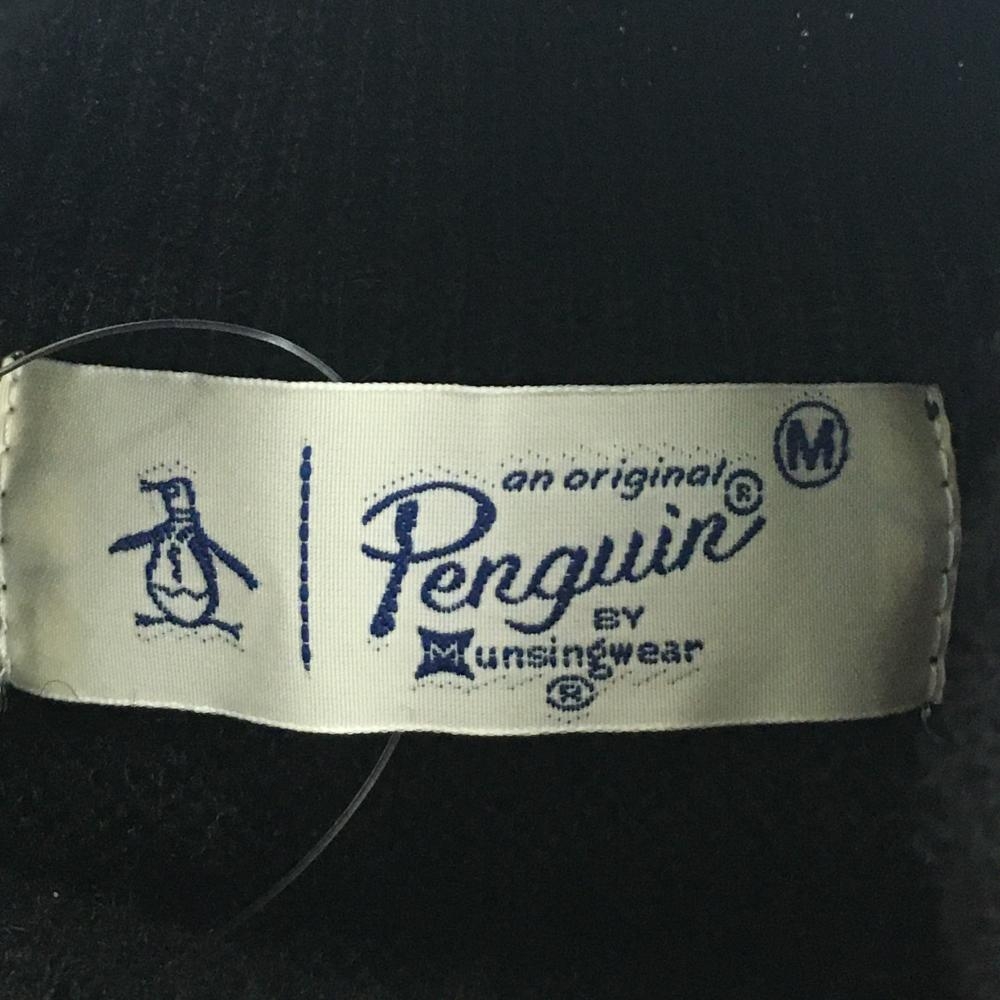 M
an original®
Penguin
BY
Munsingwear
®